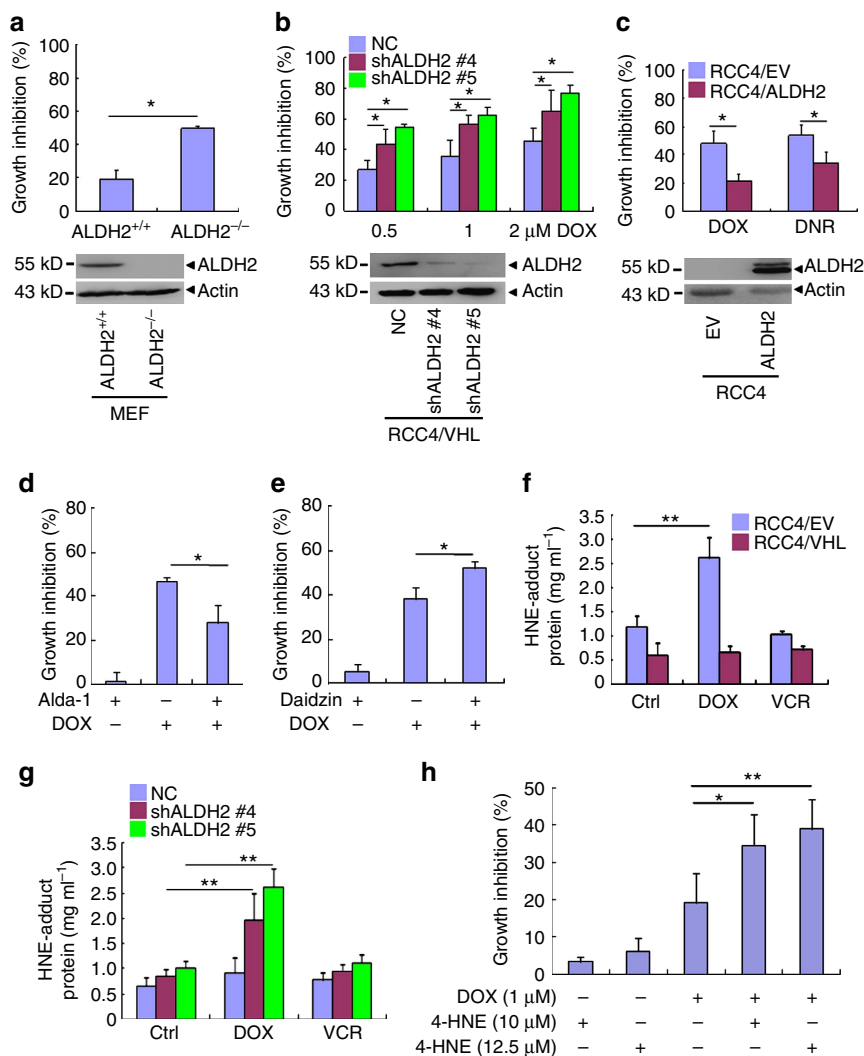 a
Growth inhibition (%)
100
80
60
40
20
0
*
ALDH2+/+ ALDH2−/−
55 kD ALDH2
43 kD Actin
ALDH2+/+
ALDH2−/−
MEF
b
NC
shALDH2 #4
shALDH2 #5
Growth inhibition (%)
100
80
60
40
20
0
* * * * * *
0.5 1 2 μM DOX
55 kD ALDH2
43 kD Actin
NC
shALDH2 #4
shALDH2 #5
RCC4/VHL
c
RCC4/EV
RCC4/ALDH2
Growth inhibition (%)
100
80
60
40
20
0
* *
DOX DNR
55 kD ALDH2
43 kD Actin
EV
ALDH2
RCC4
d
Growth inhibition (%)
80
60
40
20
0
*
Alda-1 + − +
DOX − + +
e
Growth inhibition (%)
80
60
40
20
0
*
Daidzin + − +
DOX − + +
f
RCC4/EV
RCC4/VHL
HNE-adduct
protein (mg ml−1)
3.5
3.0
2.5
2.0
1.5
1.0
0.5
0
**
Ctrl DOX VCR
g
NC
shALDH2 #4
shALDH2 #5
HNE-adduct
protein (mg ml−1)
3.5
3.0
2.5
2.0
1.5
1.0
0.5
0
** **
Ctrl DOX VCR
h
Growth inhibition (%)
50
40
30
20
10
0
* **
DOX (1 μM) − − + + +
4-HNE (10 μM) + − − + −
4-HNE (12.5 μM) − + − − +